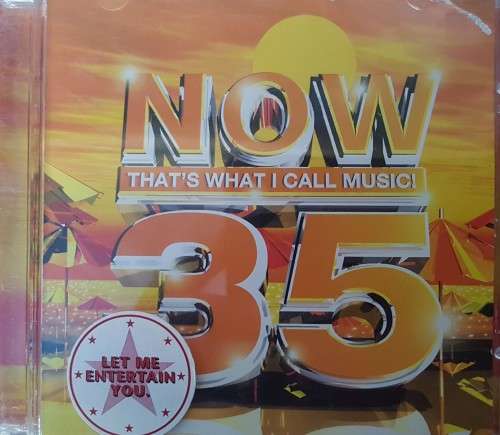 NOW
THAT'S WHAT I CALL MUSIC!
35
LET ME
ENTERTAIN
YOU.